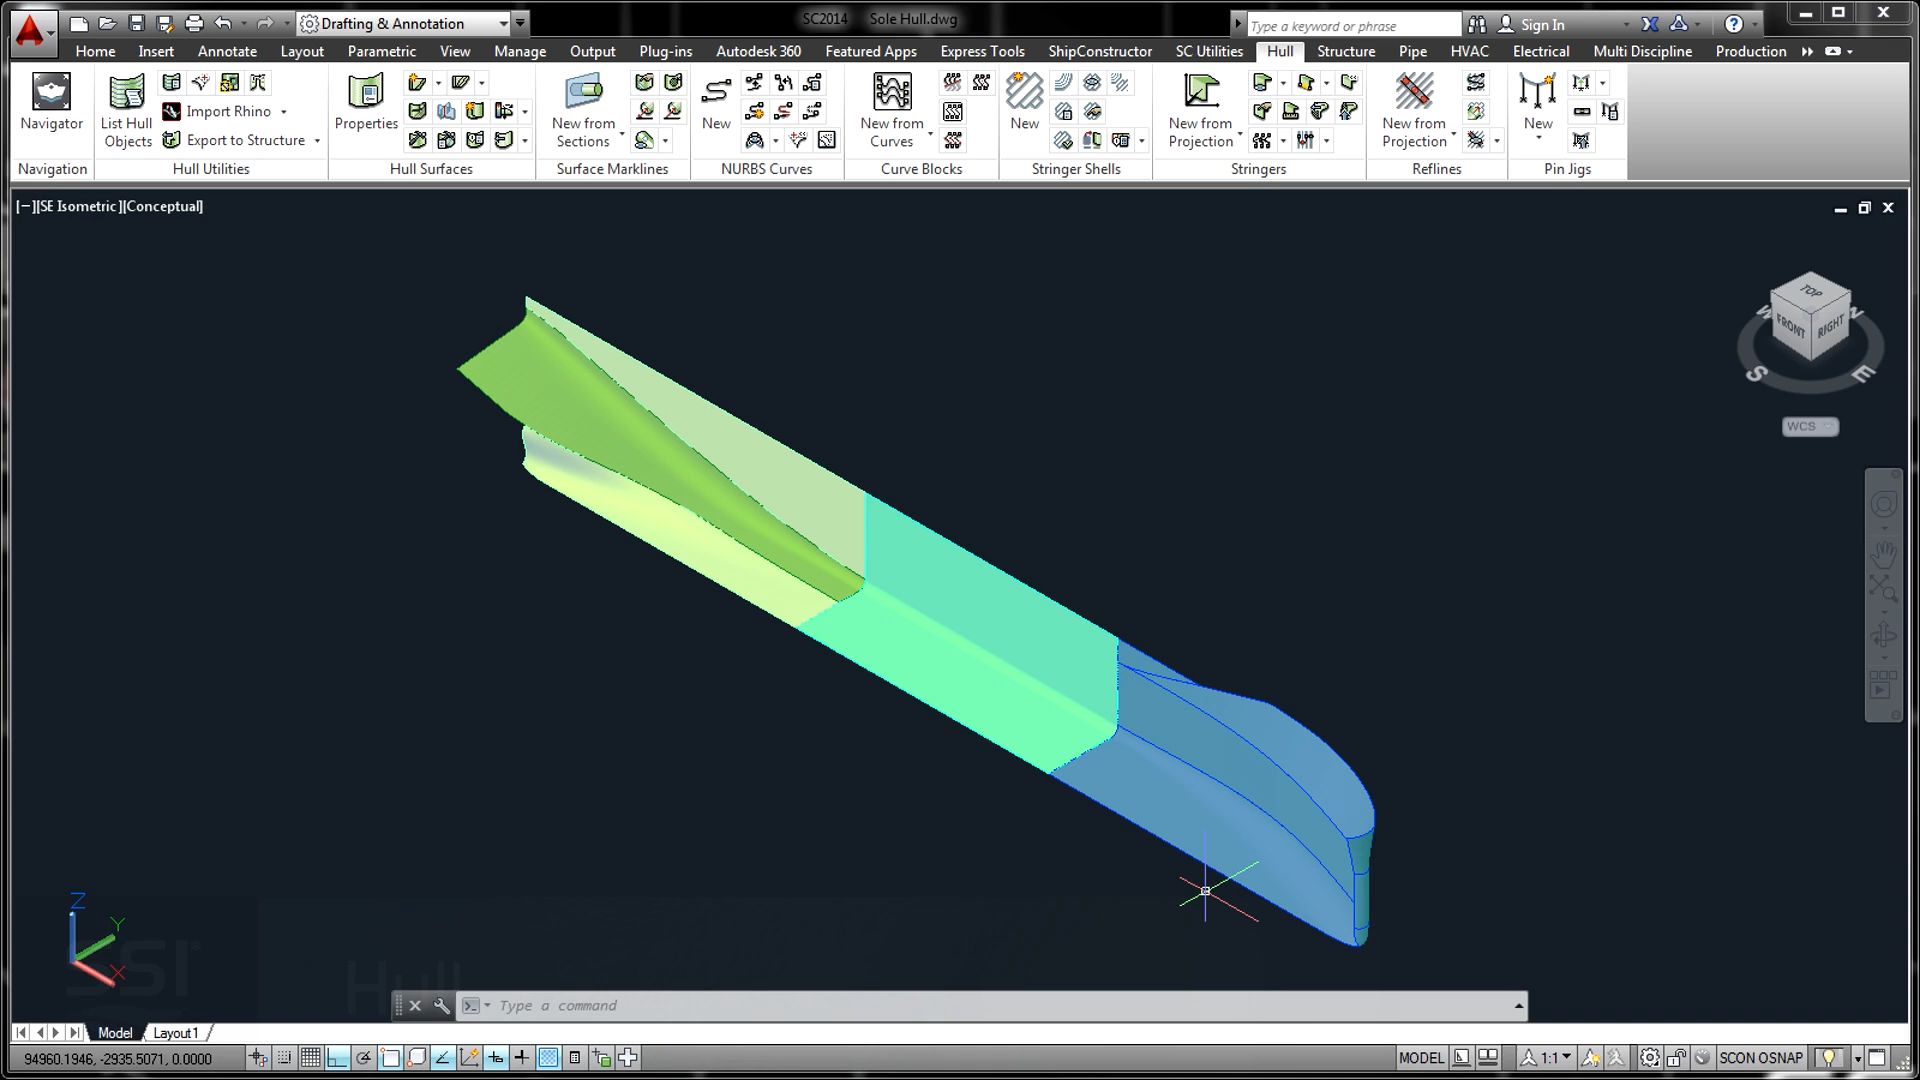 Drafting & Annotation
SC2014 Sole Hull.dwg
Type a keyword or phrase
Sign In
Home Insert Annotate Layout Parametric View Manage Output Plug-ins Autodesk 360 Featured Apps Express Tools ShipConstructor SC Utilities Hull Structure Pipe HVAC Electrical Multi Discipline Production
Navigator
List Hull
Objects
Import Rhino
Export to Structure
Properties
New from
Sections
New
New from
Curves
New
New from
Projection
New from
Projection
New
Navigation Hull Utilities Hull Surfaces Surface Marklines NURBS Curves Curve Blocks Stringer Shells Stringers Reflines Pin Jigs
[−][SE Isometric][Conceptual]
TOP
FRONT
RIGHT
W
N
S
E
WCS
Z
Y
X
SSI
Hull
Type a command
Model Layout1
94960.1946, -2935.5071, 0.0000
MODEL
1:1
SCON OSNAP